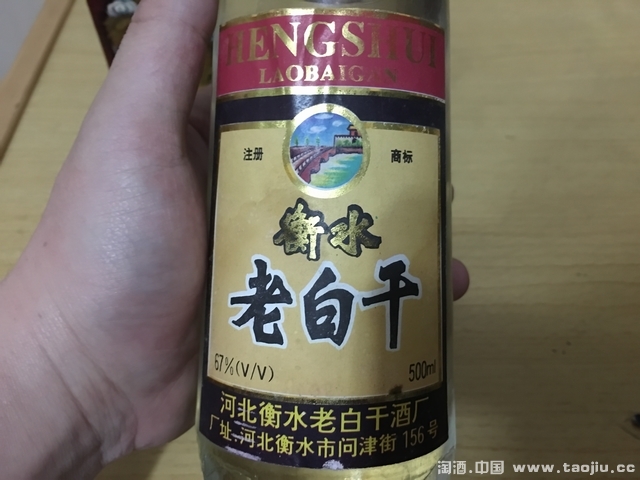 HENGSHUI
LAOBAIGAN
注册 商标
衡水
老白干
67%(V/V) 500ml
河北衡水老白干酒厂
厂址-河北衡水市问津街156号
淘酒.中国 www.taojiu.com